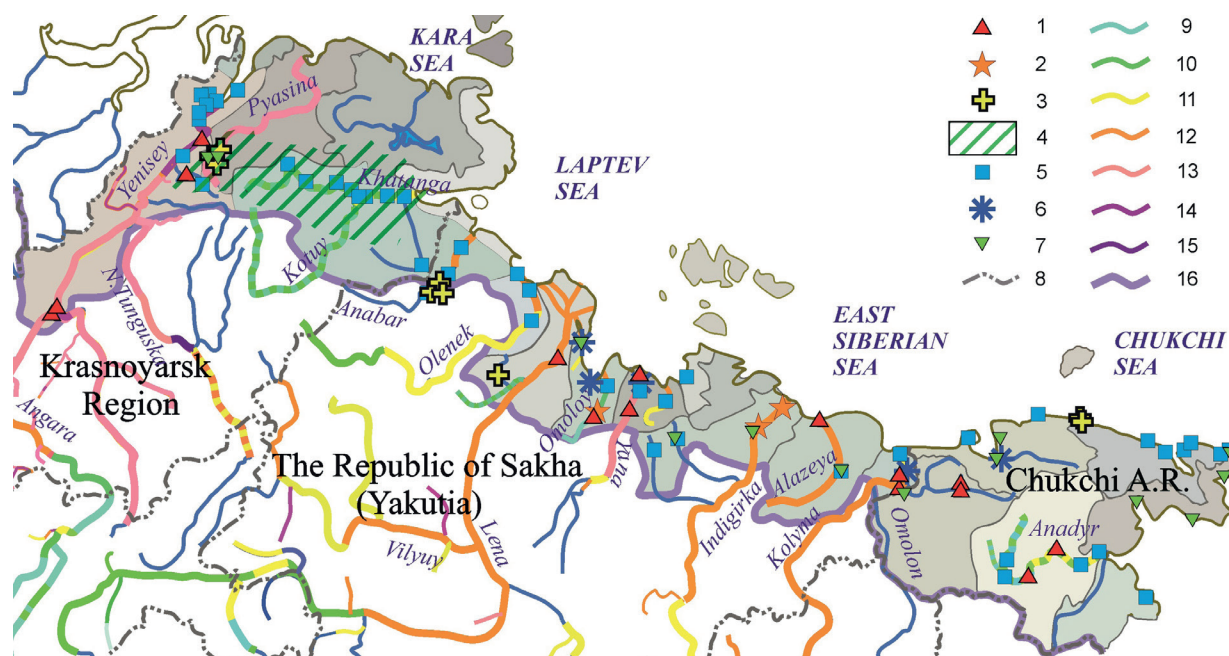 KARA
SEA
Pyasina
Yenisey
Khatanga
LAPTEV
SEA
Kotuy
N.Tunguska
Anabar
Olenek
EAST
SIBERIAN
SEA
CHUKCHI
SEA
Krasnoyarsk
Region
Angara
Omoloy
Yana
The Republic of Sakha
(Yakutia)
Vilyuy
Lena
Indigirka
Alazeya
Kolyma
Omolon
Chukchi A.R.
Anadyr
1
2
3
4
5
6
7
8
9
10
11
12
13
14
15
16